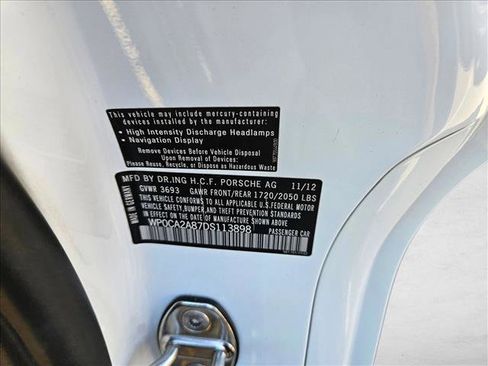 This vehicle may include mercury-containing
devices installed by the manufacturer:
• High Intensity Discharge Headlamps
• Navigation Display
Remove Devices Before Vehicle Disposal
Upon Removal of Devices:
Please Reuse, Recycle, or Dispose as Hazardous Waste
MFD BY DR.ING H.C.F. PORSCHE AG 11/12
GVWR 3693 GAWR FRONT/REAR 1720/2050 LBS
THIS VEHICLE CONFORMS TO ALL APPLICABLE U.S.FEDERAL MOTOR
VEHICLE SAFETY,BUMPER,AND THEFT PREVENTION STANDARDS
IN EFFECT ON THE DATE OF MANUFACTURE SHOWN ABOVE
WP0CA2A87DS113898
PASSENGER CAR
MADE IN GERMANY